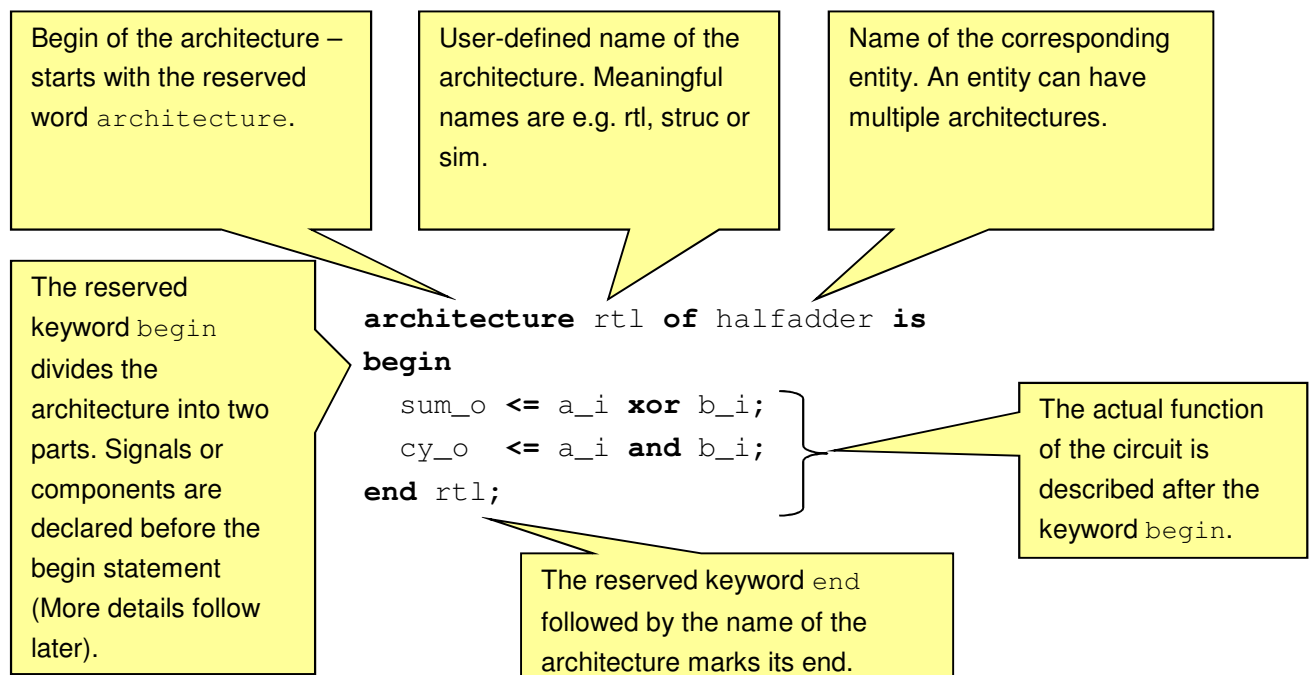 Begin of the architecture –
starts with the reserved
word architecture.
User-defined name of the
architecture. Meaningful
names are e.g. rtl, struc or
sim.
Name of the corresponding
entity. An entity can have
multiple architectures.
The reserved
keyword begin
divides the
architecture into two
parts. Signals or
components are
declared before the
begin statement
(More details follow
later).
architecture rtl of halfadder is
begin
sum_o <= a_i xor b_i;
cy_o <= a_i and b_i;
end rtl;
The actual function
of the circuit is
described after the
keyword begin.
The reserved keyword end
followed by the name of the
architecture marks its end.